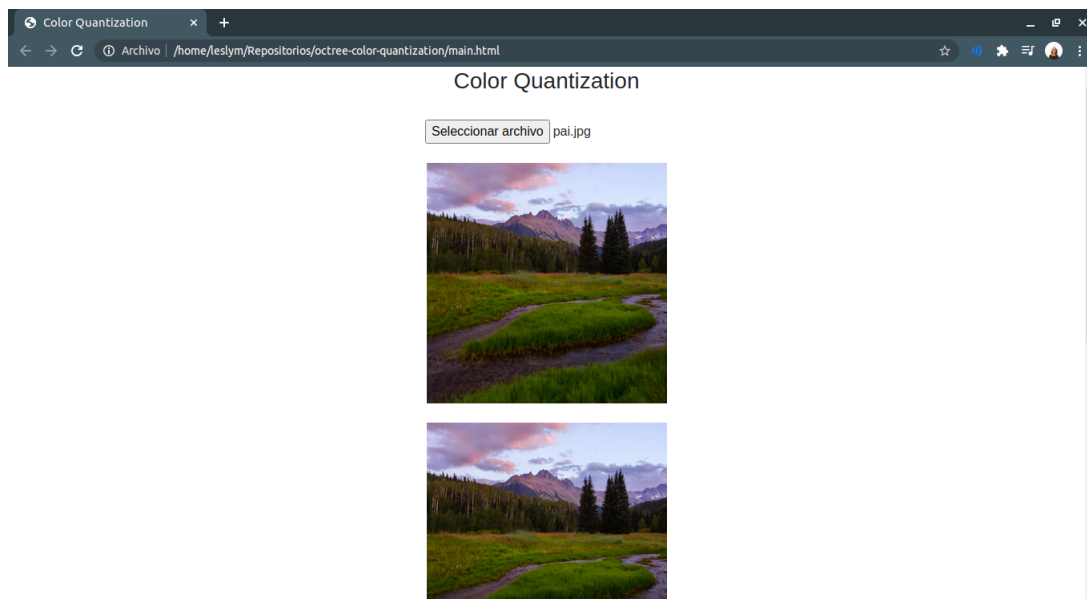 Color Quantization
Archivo /home/leslym/Repositorios/octree-color-quantization/main.html
Color Quantization
Seleccionar archivo pai.jpg